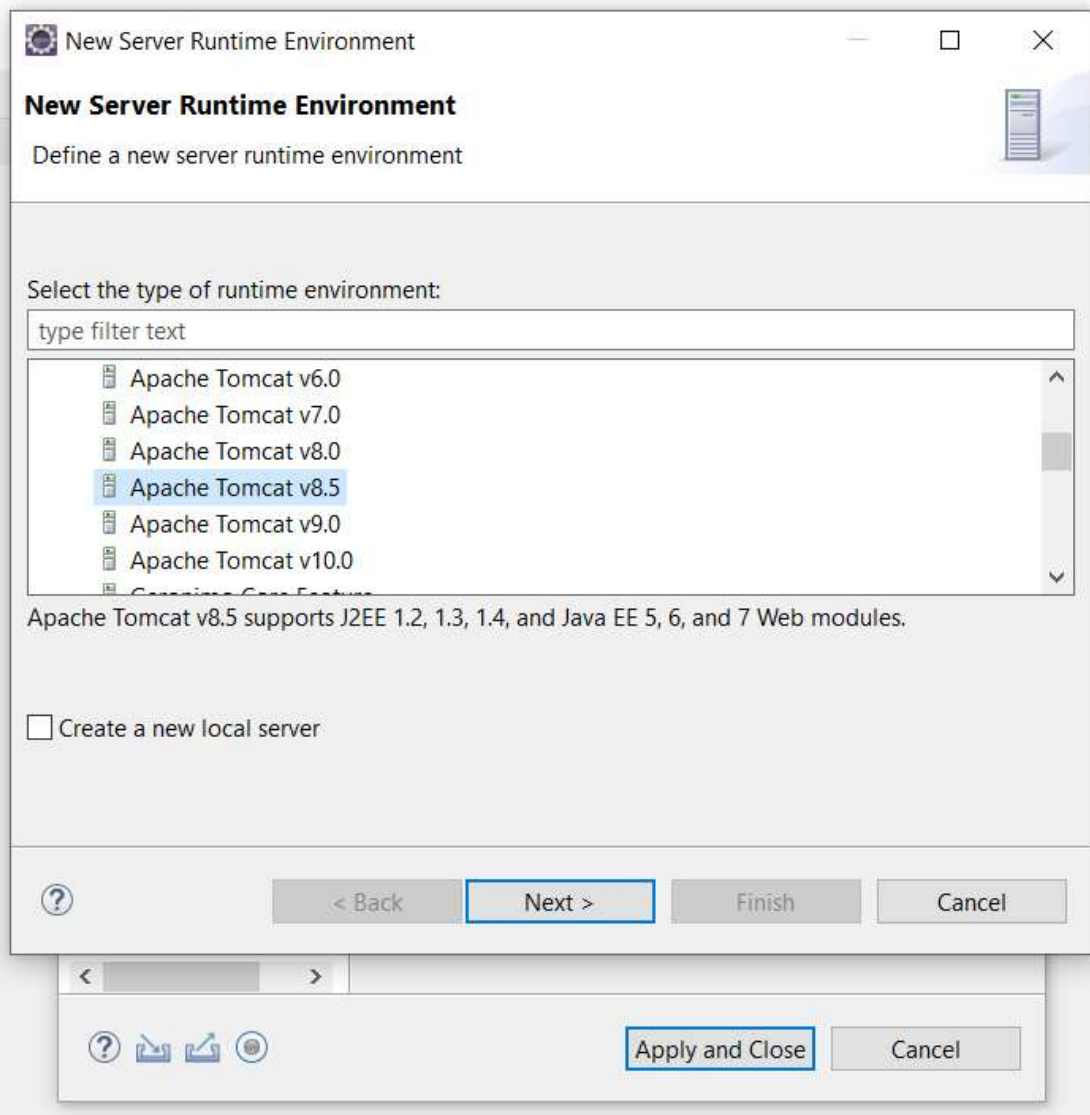 New Server Runtime Environment
New Server Runtime Environment
Define a new server runtime environment
Select the type of runtime environment:
type filter text
Apache Tomcat v6.0
Apache Tomcat v7.0
Apache Tomcat v8.0
Apache Tomcat v8.5
Apache Tomcat v9.0
Apache Tomcat v10.0
Geronimo Core Feature
Apache Tomcat v8.5 supports J2EE 1.2, 1.3, 1.4, and Java EE 5, 6, and 7 Web modules.
Create a new local server
< Back Next > Finish Cancel
Apply and Close Cancel